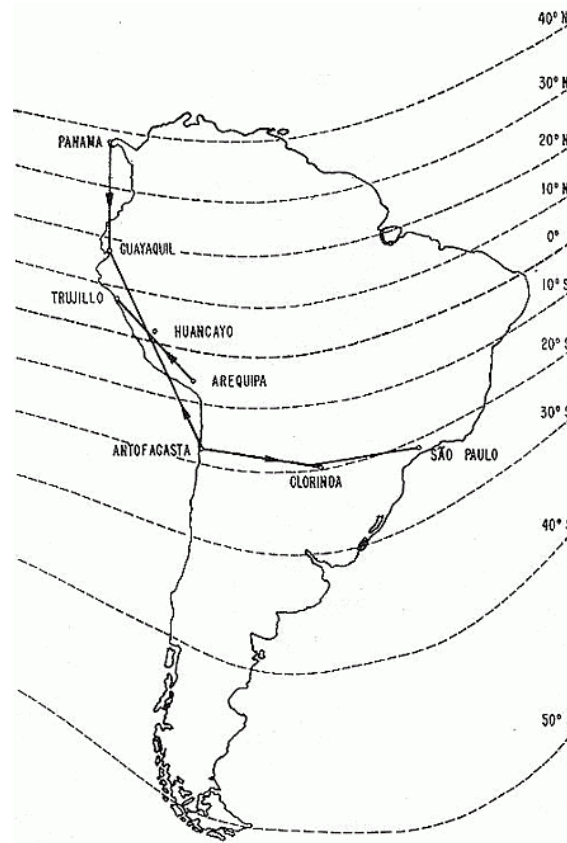 40° N
30° N
PANAMA
20° N
10° N
0°
GUAYAQUIL
10° S
TRUJILLO
HUANCAYO
20° S
AREQUIPA
30° S
ANTOFAGASTA
SÃO PAULO
CLORINDA
40° S
50°